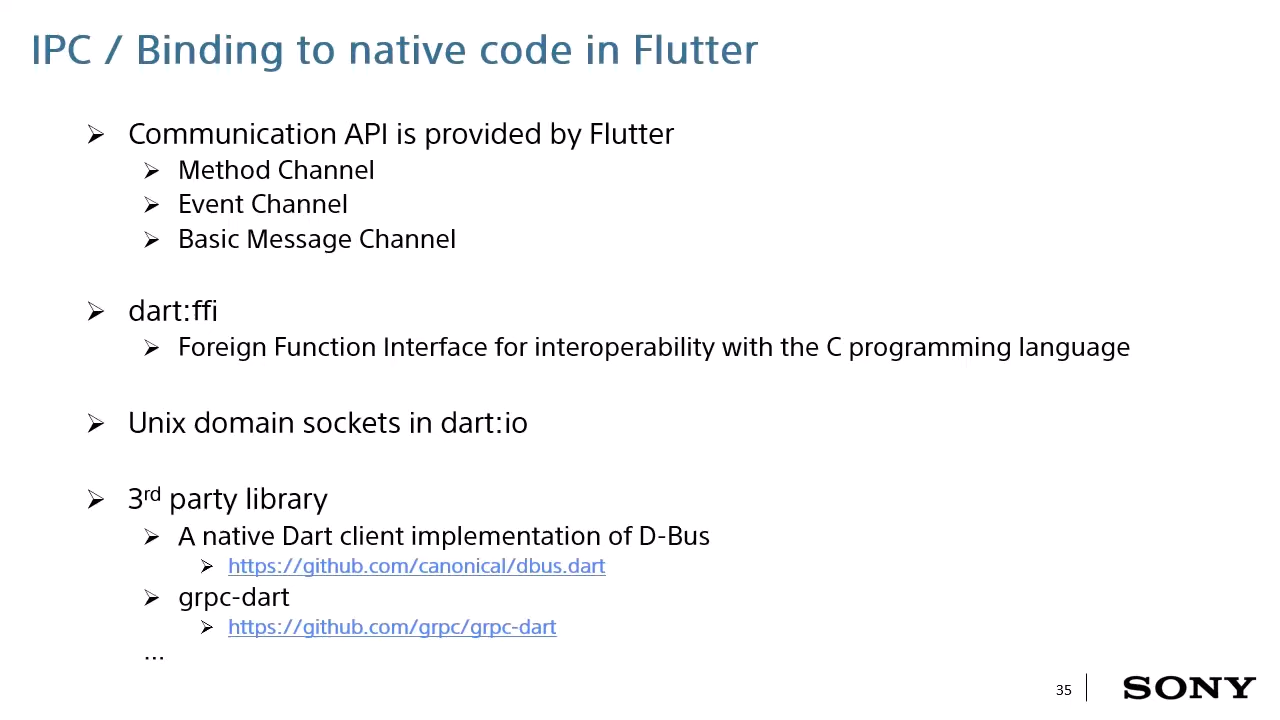 IPC / Binding to native code in Flutter
➢ Communication API is provided by Flutter
➢ Method Channel
➢ Event Channel
➢ Basic Message Channel
➢ dart:ffi
➢ Foreign Function Interface for interoperability with the C programming language
➢ Unix domain sockets in dart:io
➢ 3rd party library
➢ A native Dart client implementation of D-Bus
➢ https://github.com/canonical/dbus.dart
➢ grpc-dart
➢ https://github.com/grpc/grpc-dart
...
35
SONY